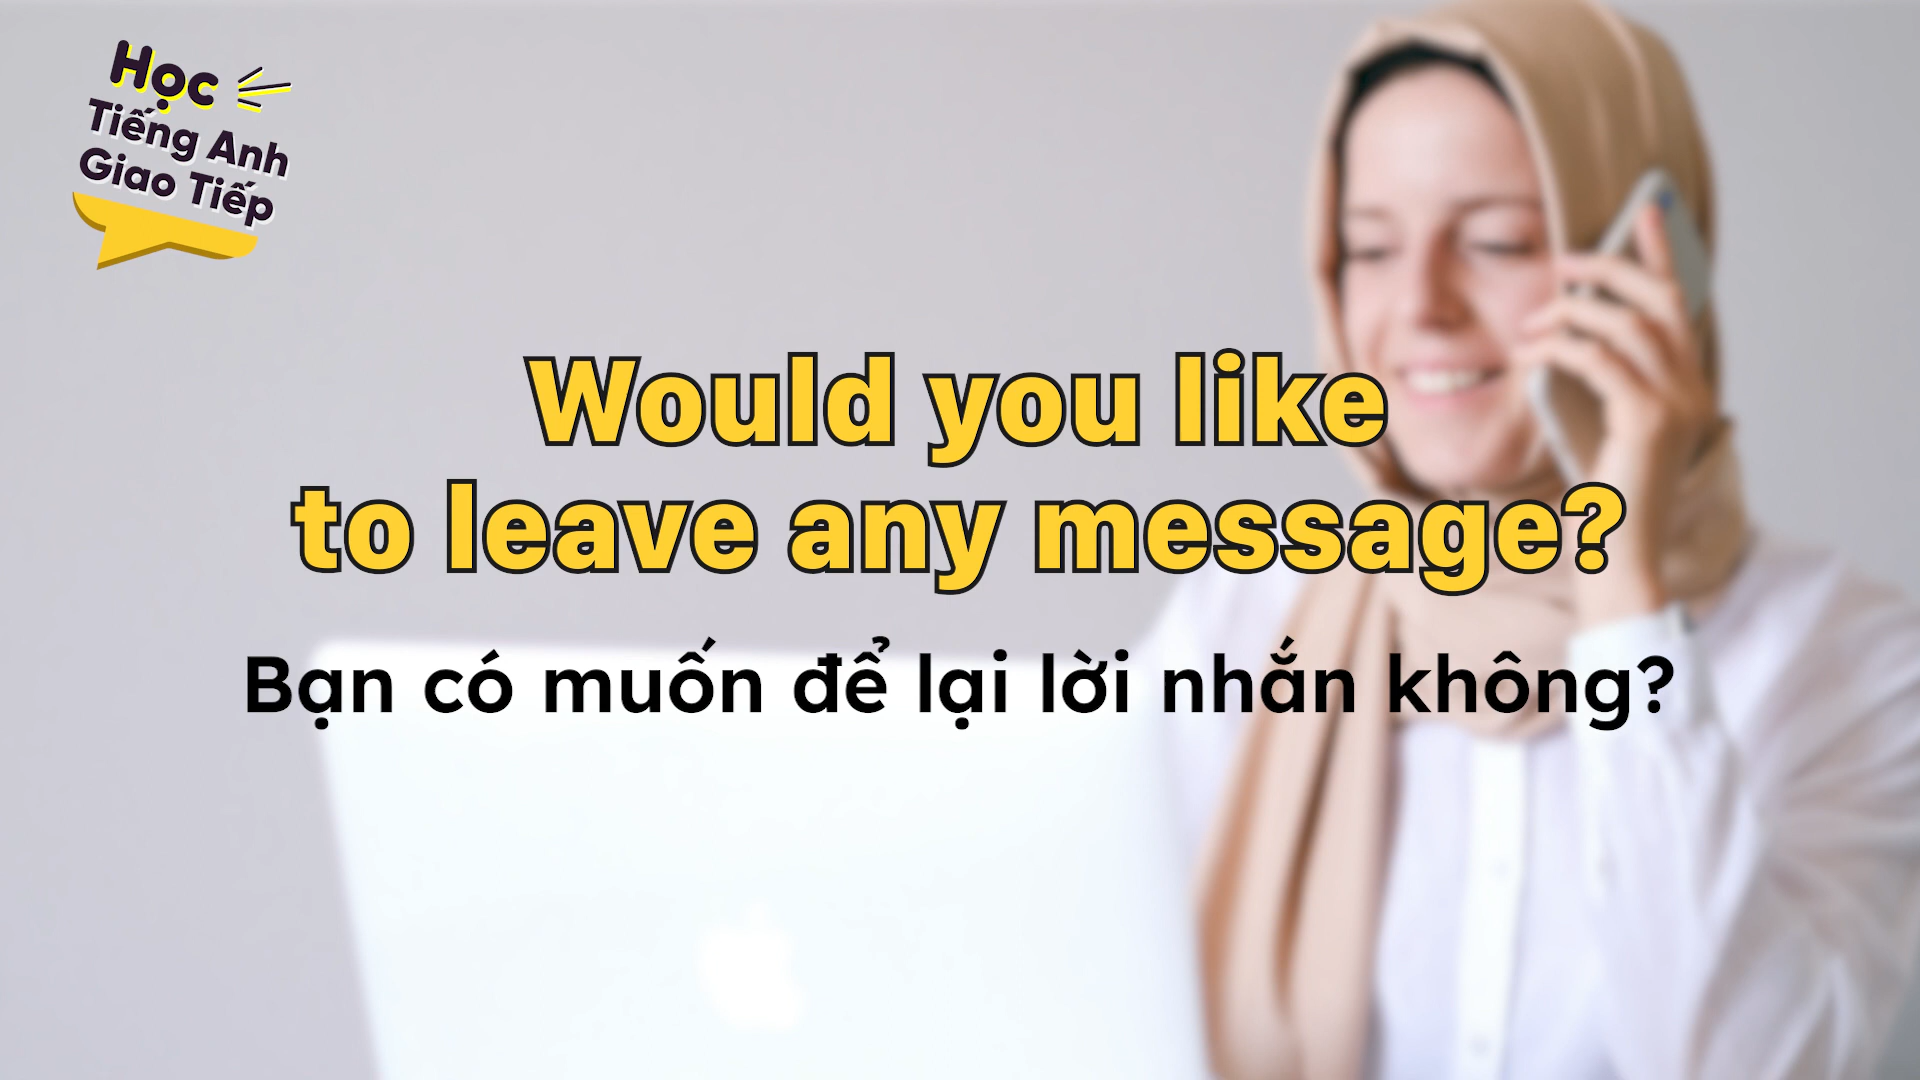 Học
Tiếng Anh
Giao Tiếp
Would you like
to leave any message?
Bạn có muốn để lại lời nhắn không?